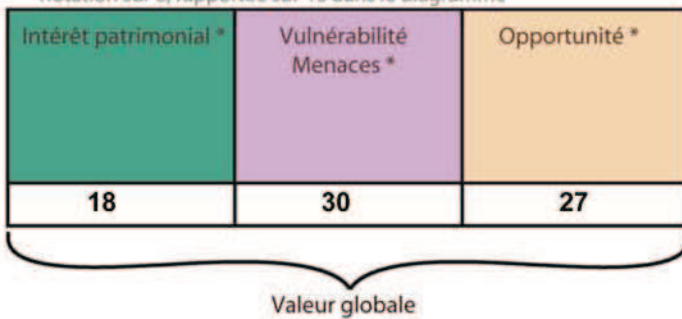 Intérêt patrimonial *
Vulnérabilité
Menaces *
Opportunité *
18
30
27
Valeur globale